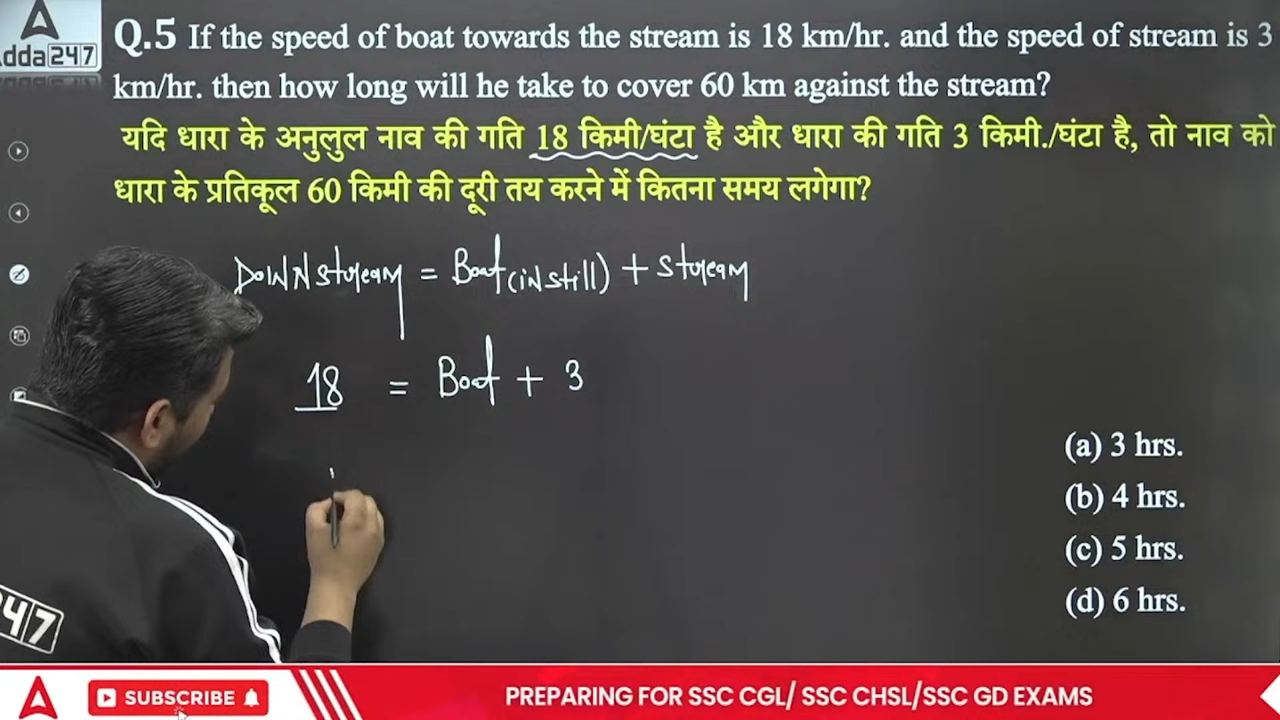 Adda247
Q.5 If the speed of boat towards the stream is 18 km/hr. and the speed of stream is 3
km/hr. then how long will he take to cover 60 km against the stream?
यदि धारा के अनुलुल नाव की गति 18 किमी/घंटा है और धारा की गति 3 किमी./घंटा है, तो नाव को
धारा के प्रतिकूल 60 किमी की दूरी तय करने में कितना समय लगेगा?
DOWNstream = Boat (in still) + Stream
18 = Boat + 3
(a) 3 hrs.
(b) 4 hrs.
(c) 5 hrs.
(d) 6 hrs.
247
SUBSCRIBE
PREPARING FOR SSC CGL/ SSC CHSL/SSC GD EXAMS